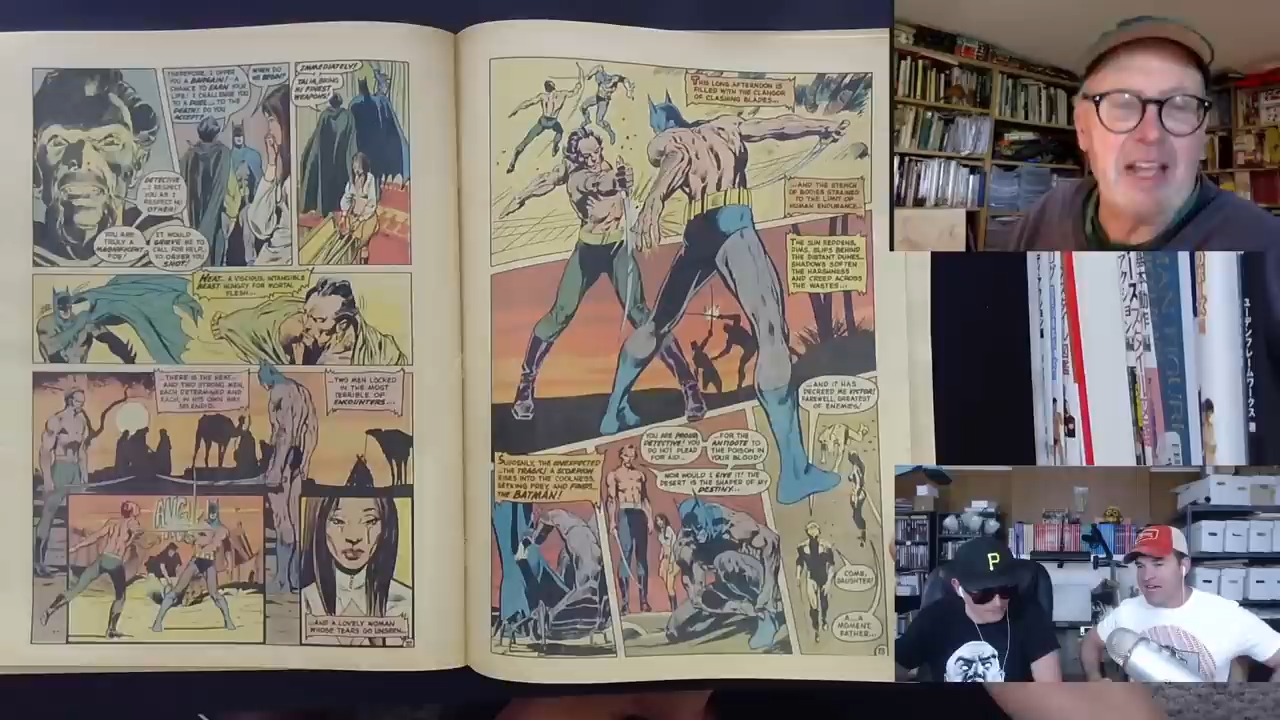 THEREFORE, I OFFER
YOU A BARGAIN!--A
CHANCE TO EARN YOUR
LIFE! I CHALLENGE YOU
TO A DUEL... TO THE
DEATH! DO YOU
ACCEPT?
WHEN DO
WE BEGIN?
IMMEDIATELY!
TALIA, BRING
MY FINEST
WEAPONS!
DETECTIVE
...I RESPECT
YOU AS I
RESPECT NO
OTHER!
YOU ARE
TRULY A
MAGNIFICENT
FOE!
IT WOULD
GRIEVE ME TO
CALL FOR HELP...
TO ORDER YOU
SHOT!
HEAT... A VISCIOUS, INTANGIBLE
BEAST HUNGRY FOR MORTAL
FLESH...
...THERE IS THE HEAT...
AND TWO STRONG MEN,
EACH DETERMINED AND
EACH, IN HIS OWN WAY,
SPLENDID...
...TWO MEN LOCKED
IN THE MOST
TERRIBLE OF
ENCOUNTERS...
...AND A LOVELY WOMAN
WHOSE TEARS GO UNSEEN...
THIS LONG AFTERNOON IS
FILLED WITH THE CLANGOR
OF CLASHING BLADES...
...AND THE STENCH
OF BODIES STRAINED
TO THE LIMIT OF
HUMAN ENDURANCE...
THE SUN REDDENS,
DIMS, SLIPS BEHIND
THE DISTANT DUNES...
SHADOWS SOFTEN
THE HARSHNESS
AND CREEP ACROSS
THE WASTES...
SUDDENLY, THE UNEXPECTED
--THE TRAGIC! A SCORPION
RISES INTO THE COOLNESS,
SEEKING PREY AND FINDS...
THE BATMAN!
YOU ARE PROUD,
DETECTIVE! YOU
DO NOT PLEAD
FOR AID...
...FOR THE
ANTIDOTE TO
THE POISON IN
YOUR BLOOD!
NOR WOULD I GIVE IT! THE
DESERT IS THE SHAPER OF MY
DESTINY...
...AND IT HAS
DECREED ME VICTOR!
FAREWELL, GREATEST
OF ENEMIES!
COME,
DAUGHTER!
A...A
MOMENT,
FATHER...
P